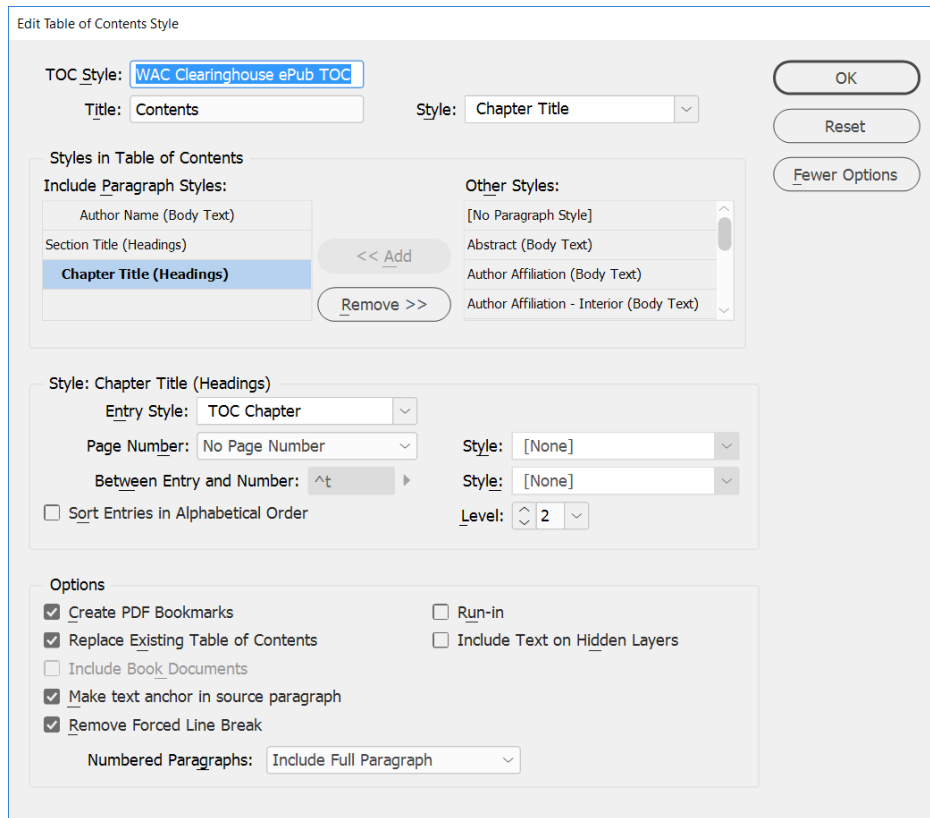 Edit Table of Contents Style
TOC Style: WAC Clearinghouse ePub TOC
OK
Title: Contents Style: Chapter Title
Reset
Styles in Table of Contents
Fewer Options
Include Paragraph Styles: Other Styles:
Author Name (Body Text) [No Paragraph Style]
Section Title (Headings) << Add Abstract (Body Text)
Chapter Title (Headings) Author Affiliation (Body Text)
Remove >> Author Affiliation - Interior (Body Text)
Style: Chapter Title (Headings)
Entry Style: TOC Chapter
Page Number: No Page Number Style: [None]
Between Entry and Number: ^t Style: [None]
Sort Entries in Alphabetical Order Level: 2
Options
Create PDF Bookmarks Run-in
Replace Existing Table of Contents Include Text on Hidden Layers
Include Book Documents
Make text anchor in source paragraph
Remove Forced Line Break
Numbered Paragraphs: Include Full Paragraph